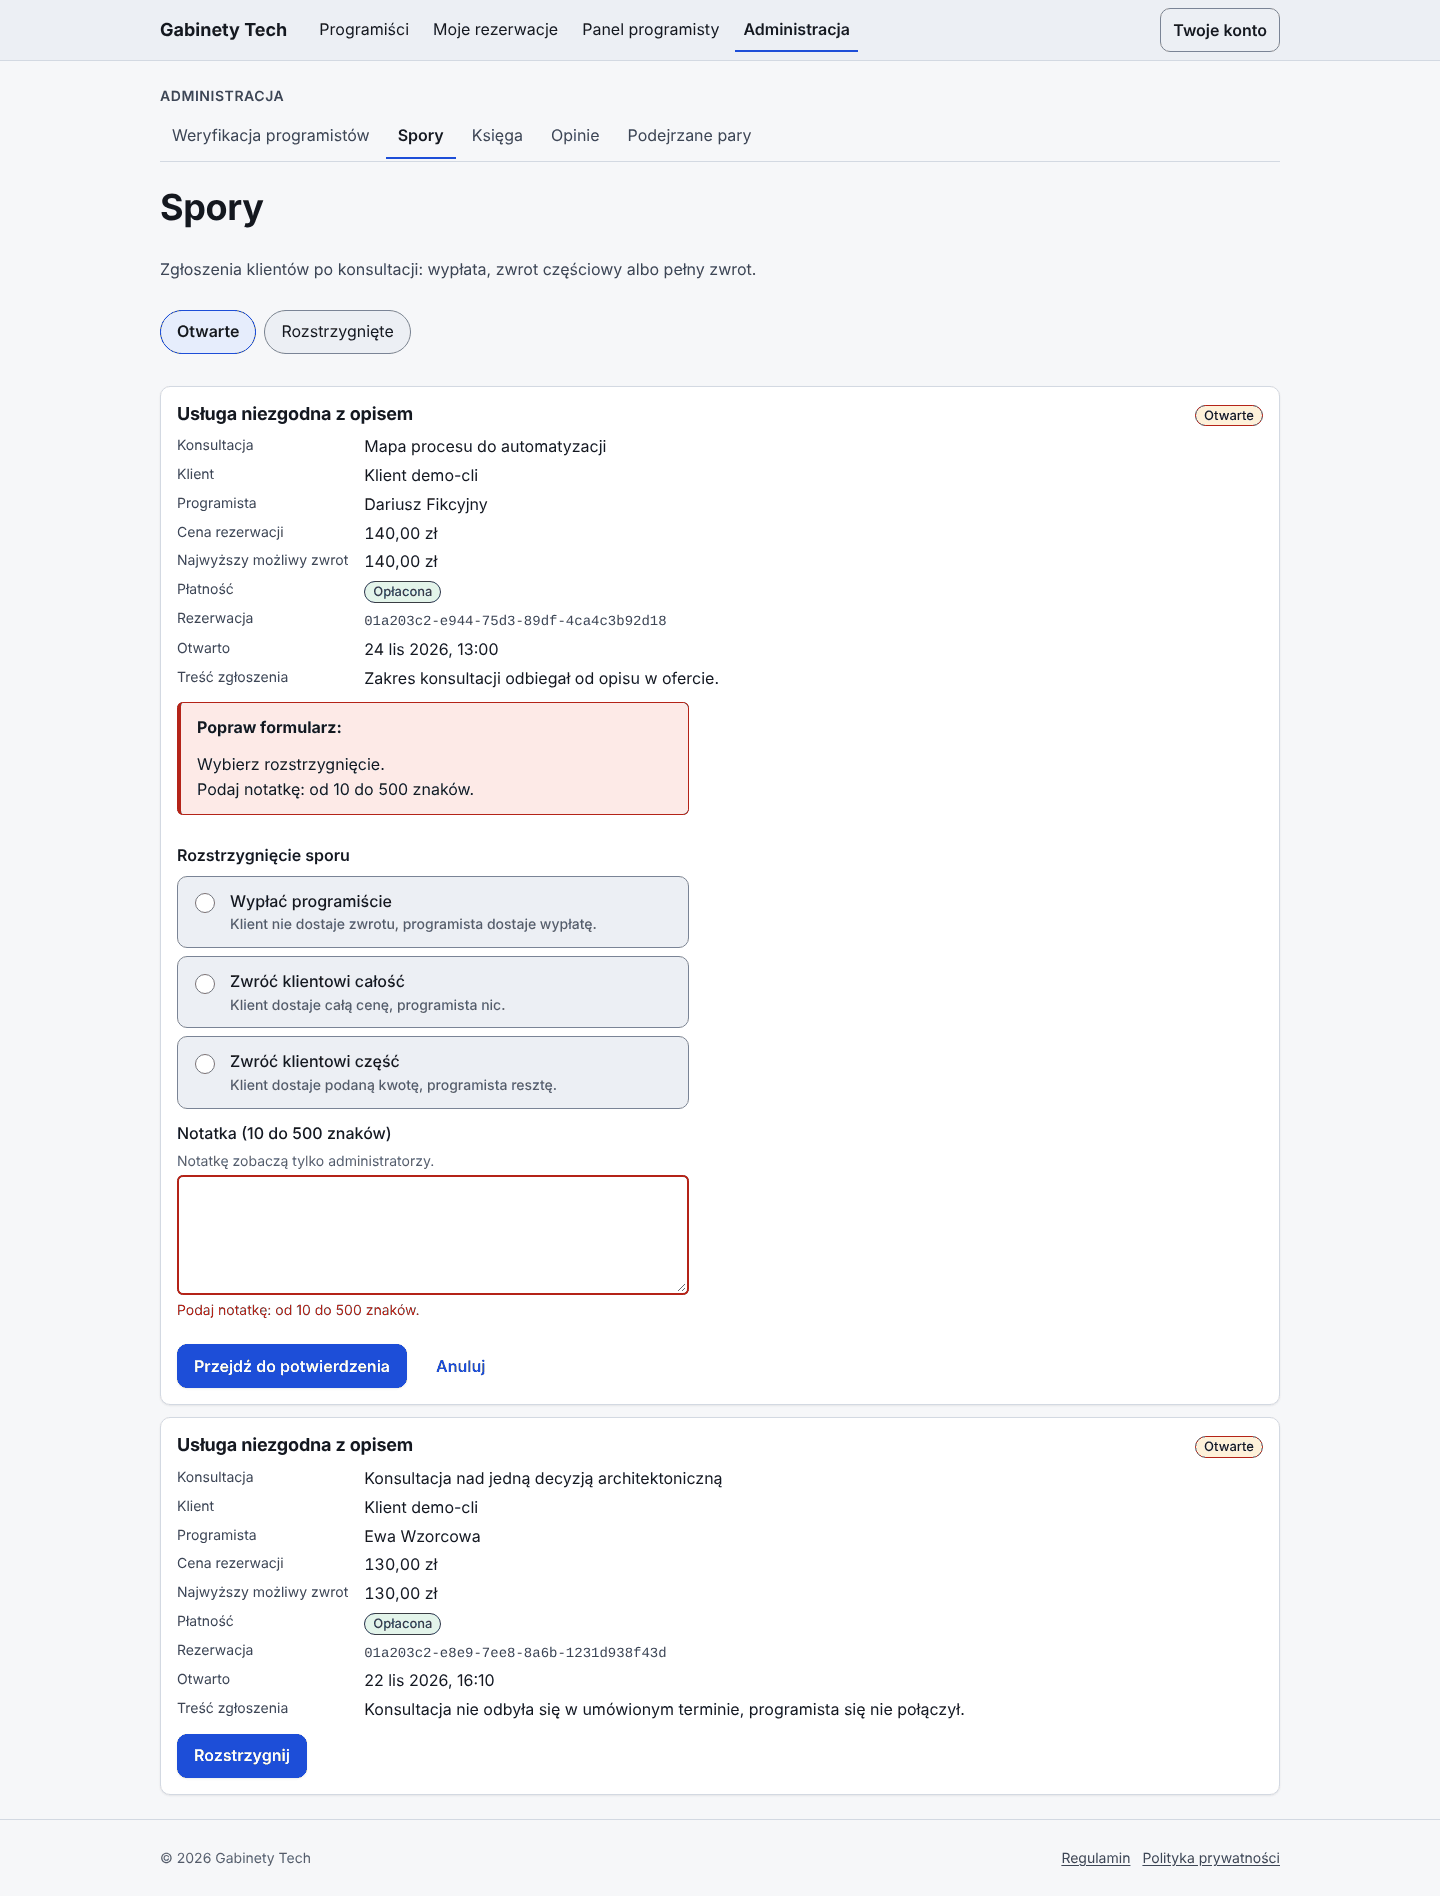 Gabinety Tech
Programiści
Moje rezerwacje
Panel programisty
Administracja
Twoje konto
ADMINISTRACJA
Weryfikacja programistów
Spory
Księga
Opinie
Podejrzane pary
Spory
Zgłoszenia klientów po konsultacji: wypłata, zwrot częściowy albo pełny zwrot.
Otwarte
Rozstrzygnięte
Usługa niezgodna z opisem
Otwarte
Konsultacja Mapa procesu do automatyzacji
Klient Klient demo-cli
Programista Dariusz Fikcyjny
Cena rezerwacji 140,00 zł
Najwyższy możliwy zwrot 140,00 zł
Płatność Opłacona
Rezerwacja 01a203c2-e944-75d3-89df-4ca4c3b92d18
Otwarto 24 lis 2026, 13:00
Treść zgłoszenia Zakres konsultacji odbiegał od opisu w ofercie.
Popraw formularz:
Wybierz rozstrzygnięcie.
Podaj notatkę: od 10 do 500 znaków.
Rozstrzygnięcie sporu
Wypłać programiście
Klient nie dostaje zwrotu, programista dostaje wypłatę.
Zwróć klientowi całość
Klient dostaje całą cenę, programista nic.
Zwróć klientowi część
Klient dostaje podaną kwotę, programista resztę.
Notatka (10 do 500 znaków)
Notatkę zobaczą tylko administratorzy.
Podaj notatkę: od 10 do 500 znaków.
Przejdź do potwierdzenia
Anuluj
Usługa niezgodna z opisem
Otwarte
Konsultacja Konsultacja nad jedną decyzją architektoniczną
Klient Klient demo-cli
Programista Ewa Wzorcowa
Cena rezerwacji 130,00 zł
Najwyższy możliwy zwrot 130,00 zł
Płatność Opłacona
Rezerwacja 01a203c2-e8e9-7ee8-8a6b-1231d938f43d
Otwarto 22 lis 2026, 16:10
Treść zgłoszenia Konsultacja nie odbyła się w umówionym terminie, programista się nie połączył.
Rozstrzygnij
© 2026 Gabinety Tech
Regulamin
Polityka prywatności